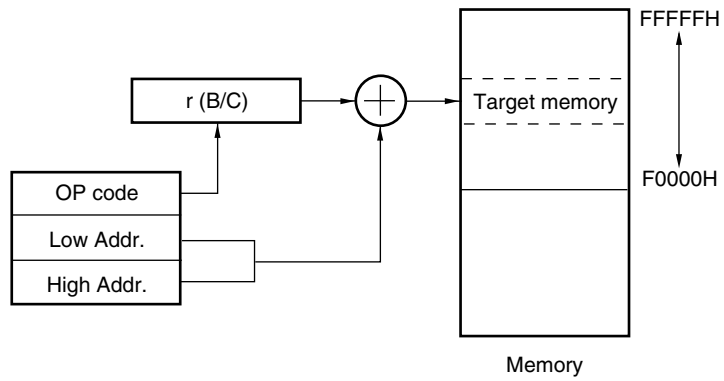 FFFFFH
r (B/C)
Target memory
OP code
F0000H
Low Addr.
High Addr.
Memory